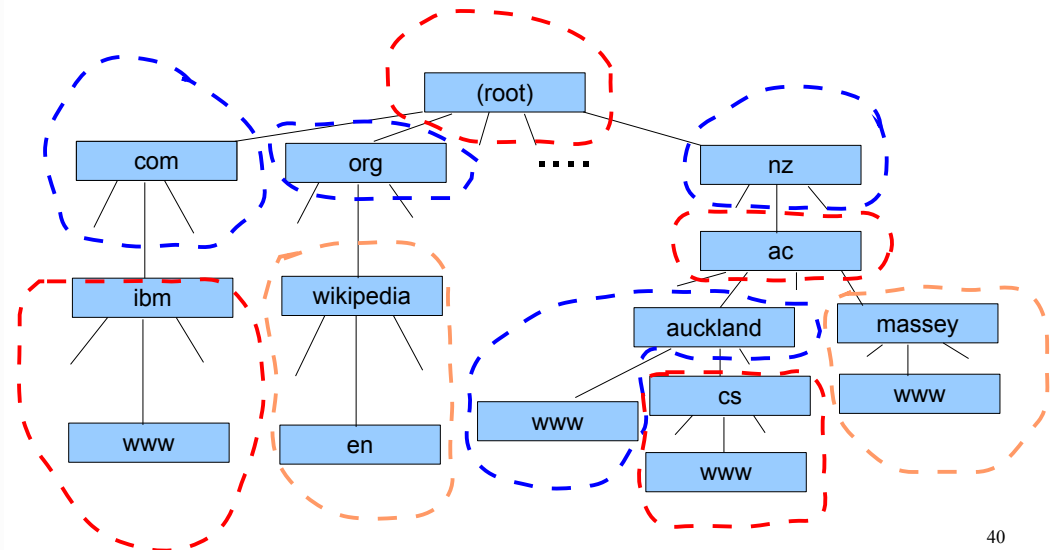 (root)
com
org
.....
nz
ac
ibm
wikipedia
auckland
massey
cs
www
www
www
en
www
40